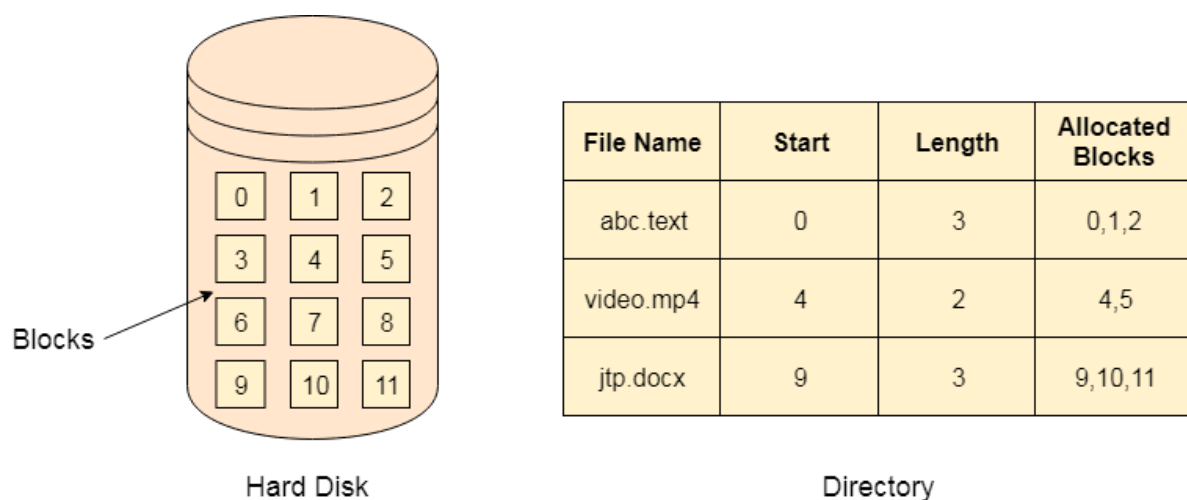 0 1 2
3 4 5
6 7 8
9 10 11
Blocks
Hard Disk
File Name Start Length Allocated
Blocks
abc.text 0 3 0,1,2
video.mp4 4 2 4,5
jtp.docx 9 3 9,10,11
Directory